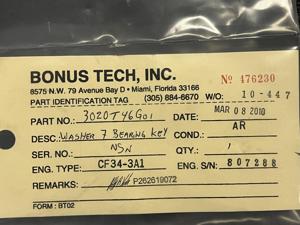 BONUS TECH, INC.
Nº 476230
8575 N.W. 79 Avenue Bay D • Miami, Florida 33166
PART IDENTIFICATION TAG (305) 884-6670 W/O: 10-447
PART NO.: 3020T46G01 DATE: MAR 08 2010
DESC: WASHER 7 BEARING KEY COND.: AR
SER. NO.: NSN QTY.: 1
ENG. TYPE: CF34-3A1 ENG. S/N: 807288
REMARKS: P262619072
FORM: BT02